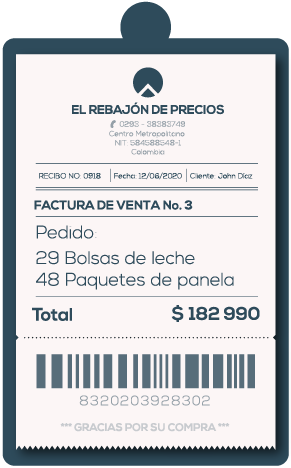 EL REBAJÓN DE PRECIOS
0293 - 38383749
Centro Metropolitano
NIT: 584588548-1
Colombia
RECIBO NO: 0918 Fecha: 12/06/2020 Cliente: John Díaz
FACTURA DE VENTA No. 3
Pedido:
29 Bolsas de leche
48 Paquetes de panela
Total $ 182 990
8320203928302
*** GRACIAS POR SU COMPRA ***